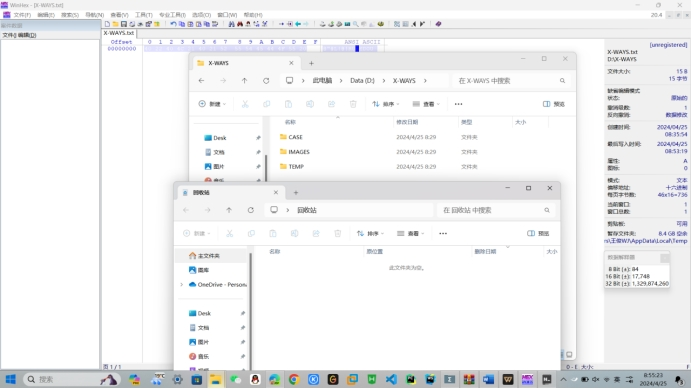 WinHex - X-WAYS.txt
文件(F) 编辑(E) 搜索(S) 导航(N) 查看(V) 工具(T) 专业工具(I) 选项(O) 窗口(W) 帮助(H)
20.4
文件(J 编辑(D)
X-WAYS.txt
Offset 0 1 2 3 4 5 6 7 8 9 A B C D E F ANSI ASCII
00000000
[unregistered]
X-WAYS.txt
D:\X-WAYS
文件大小: 15 B
15 字节
缺省编辑模式
状态: 原始的
撤消级数: 1
反向撤消: 数据修改
创建时间: 2024/04/25
08:35:54
最后写入时间: 2024/04/25
08:53:19
属性: A
图标: 0
模式: 文本
偏移地址: 十六进制
每页字节数: 46x16=736
当前窗口: 1
窗口总数: 1
剪贴板: 可用
暂存文件夹: 8.4 GB 空余
AppData\Local\Temp
数据解释器
8 Bit (±): 84
16 Bit (±): 17,748
32 Bit (±): 1,329,874,260
X-WAYS
此电脑 > Data (D:) > X-WAYS >
在 X-WAYS 中搜索
新建
排序
查看
预览
名称 修改日期 类型 大小
Desk
文档
图片
音乐
CASE 2024/4/25 8:29 文件夹
IMAGES 2024/4/25 8:29 文件夹
TEMP 2024/4/25 8:29 文件夹
回收站
回收站 >
在 回收站 中搜索
新建
排序
查看
预览
名称 原位置 删除日期 大小
此文件夹为空。
主文件夹
图库
OneDrive - Person
Desk
文档
图片
音乐
页 1 / 1
大小:
搜索
英
8:55:23
2024/4/25